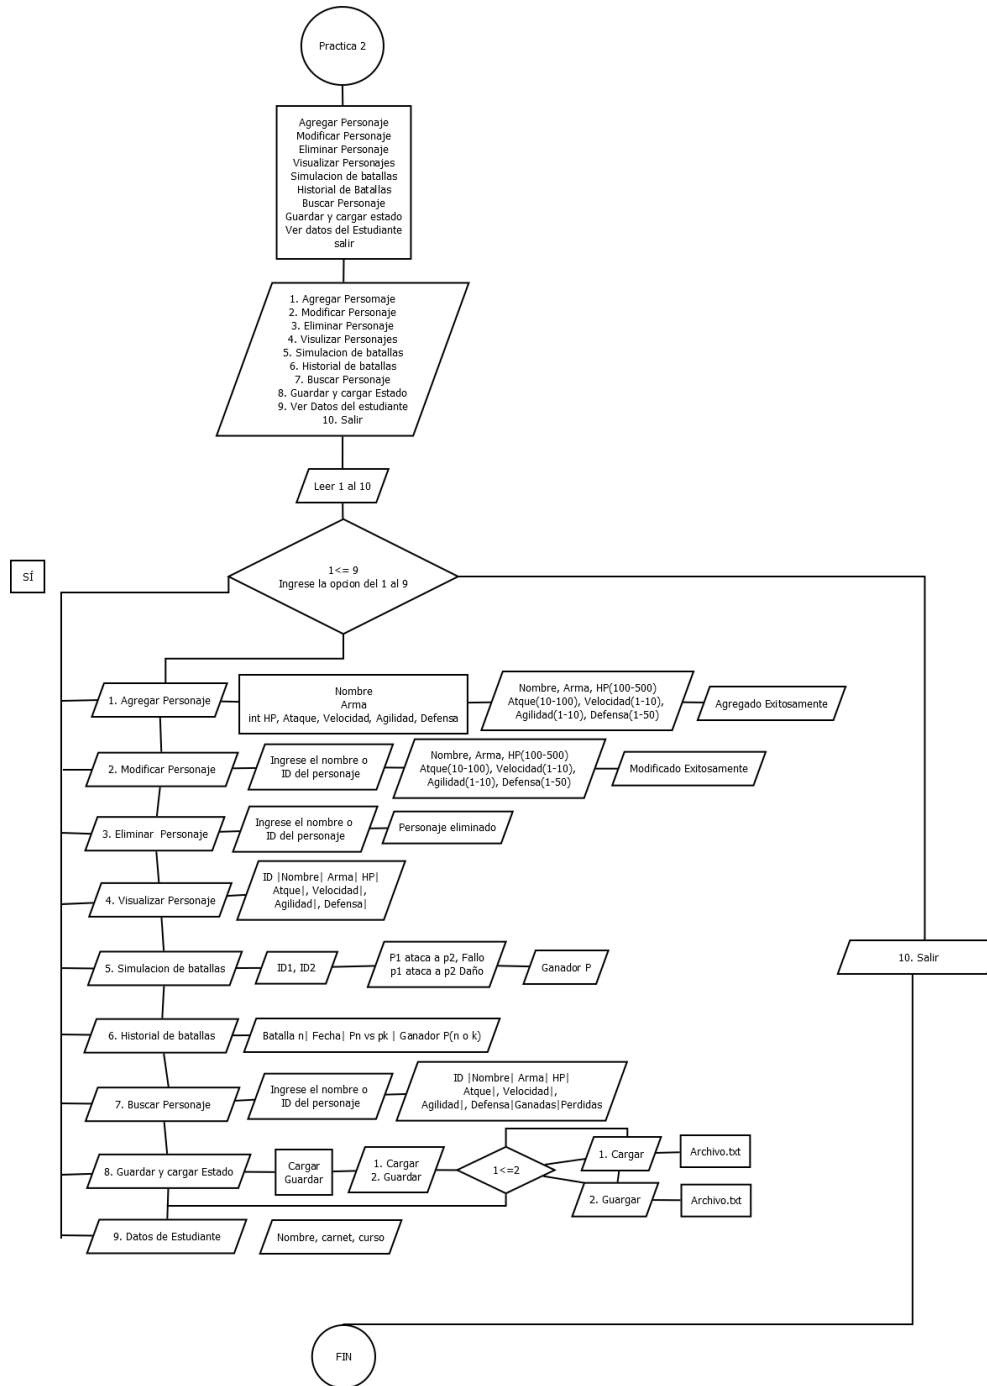 Practica 2
Agregar Personaje
Modificar Personaje
Eliminar Personaje
Visualizar Personajes
Simulacion de batallas
Historial de Batallas
Buscar Personaje
Guardar y cargar estado
Ver datos del Estudiante
salir
1. Agregar Persomaje
2. Modificar Personaje
3. Eliminar Personaje
4. Visulizar Personajes
5. Simulacion de batallas
6. Historial de batallas
7. Buscar Personaje
8. Guardar y cargar Estado
9. Ver Datos del estudiante
10. Salir
Leer 1 al 10
SÍ
1<= 9
Ingrese la opcion del 1 al 9
1. Agregar Personaje
Nombre
Arma
int HP, Ataque, Velocidad, Agilidad, Defensa
Nombre, Arma, HP(100-500)
Atque(10-100), Velocidad(1-10),
Agilidad(1-10), Defensa(1-50)
Agregado Exitosamente
2. Modificar Personaje
Ingrese el nombre o
ID del personaje
Nombre, Arma, HP(100-500)
Atque(10-100), Velocidad(1-10),
Agilidad(1-10), Defensa(1-50)
Modificado Exitosamente
3. Eliminar Personaje
Ingrese el nombre o
ID del personaje
Personaje eliminado
4. Visualizar Personaje
ID |Nombre| Arma| HP|
Atque|, Velocidad|,
Agilidad|, Defensa|
5. Simulacion de batallas
ID1, ID2
P1 ataca a p2, Fallo
p1 ataca a p2 Daño
Ganador P
10. Salir
6. Historial de batallas
Batalla n| Fecha| Pn vs pk | Ganador P(n o k)
7. Buscar Personaje
Ingrese el nombre o
ID del personaje
ID |Nombre| Arma| HP|
Atque|, Velocidad|,
Agilidad|, Defensa|Ganadas|Perdidas
8. Guardar y cargar Estado
Cargar
Guardar
1. Cargar
2. Guardar
1<=2
1. Cargar
Archivo.txt
2. Guargar
Archivo.txt
9. Datos de Estudiante
Nombre, carnet, curso
FIN